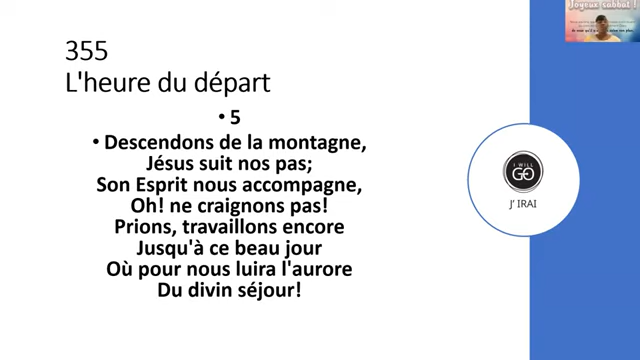 Joyeux sabbat !
355
L'heure du départ
• 5
• Descendons de la montagne,
Jésus suit nos pas;
Son Esprit nous accompagne,
Oh! ne craignons pas!
Prions, travaillons encore
Jusqu'à ce beau jour
Où pour nous luira l'aurore
Du divin séjour!
I WILL
GO
J' IRAI